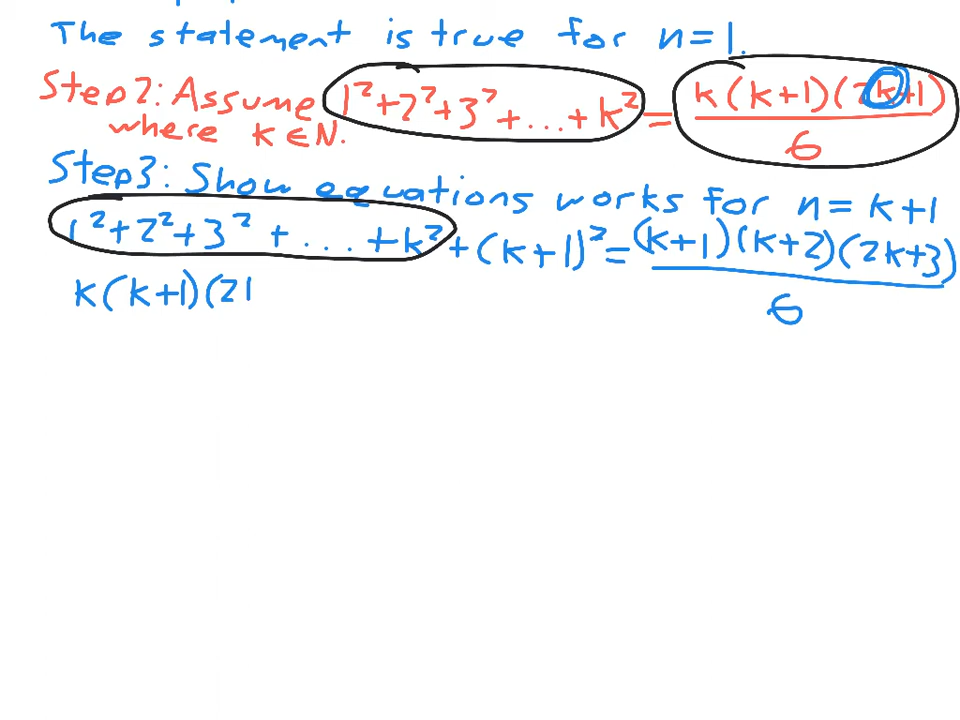 The statement is true for n=1.
Step2: Assume 1²+2²+3²+...+k² = k(k+1)(2k+1)/6
where k∈N.
Step3: Show equations works for n=k+1
1²+2²+3²+...+k²+(k+1)²=(k+1)(k+2)(2k+3)/6
k(k+1)(2